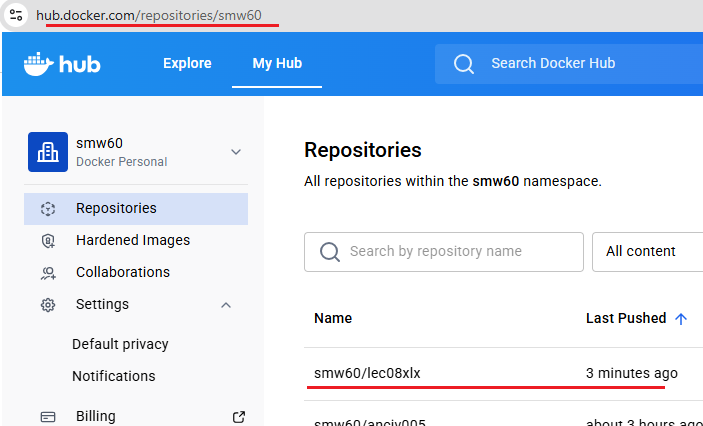 hub.docker.com/repositories/smw60
hub
Explore
My Hub
Search Docker Hub
smw60
Docker Personal
Repositories
Hardened Images
Collaborations
Settings
Default privacy
Notifications
Billing
Repositories
All repositories within the smw60 namespace.
Search by repository name
All content
Name
Last Pushed
smw60/lec08xlx
3 minutes ago
smw60/anciv005
about 3 hours ago